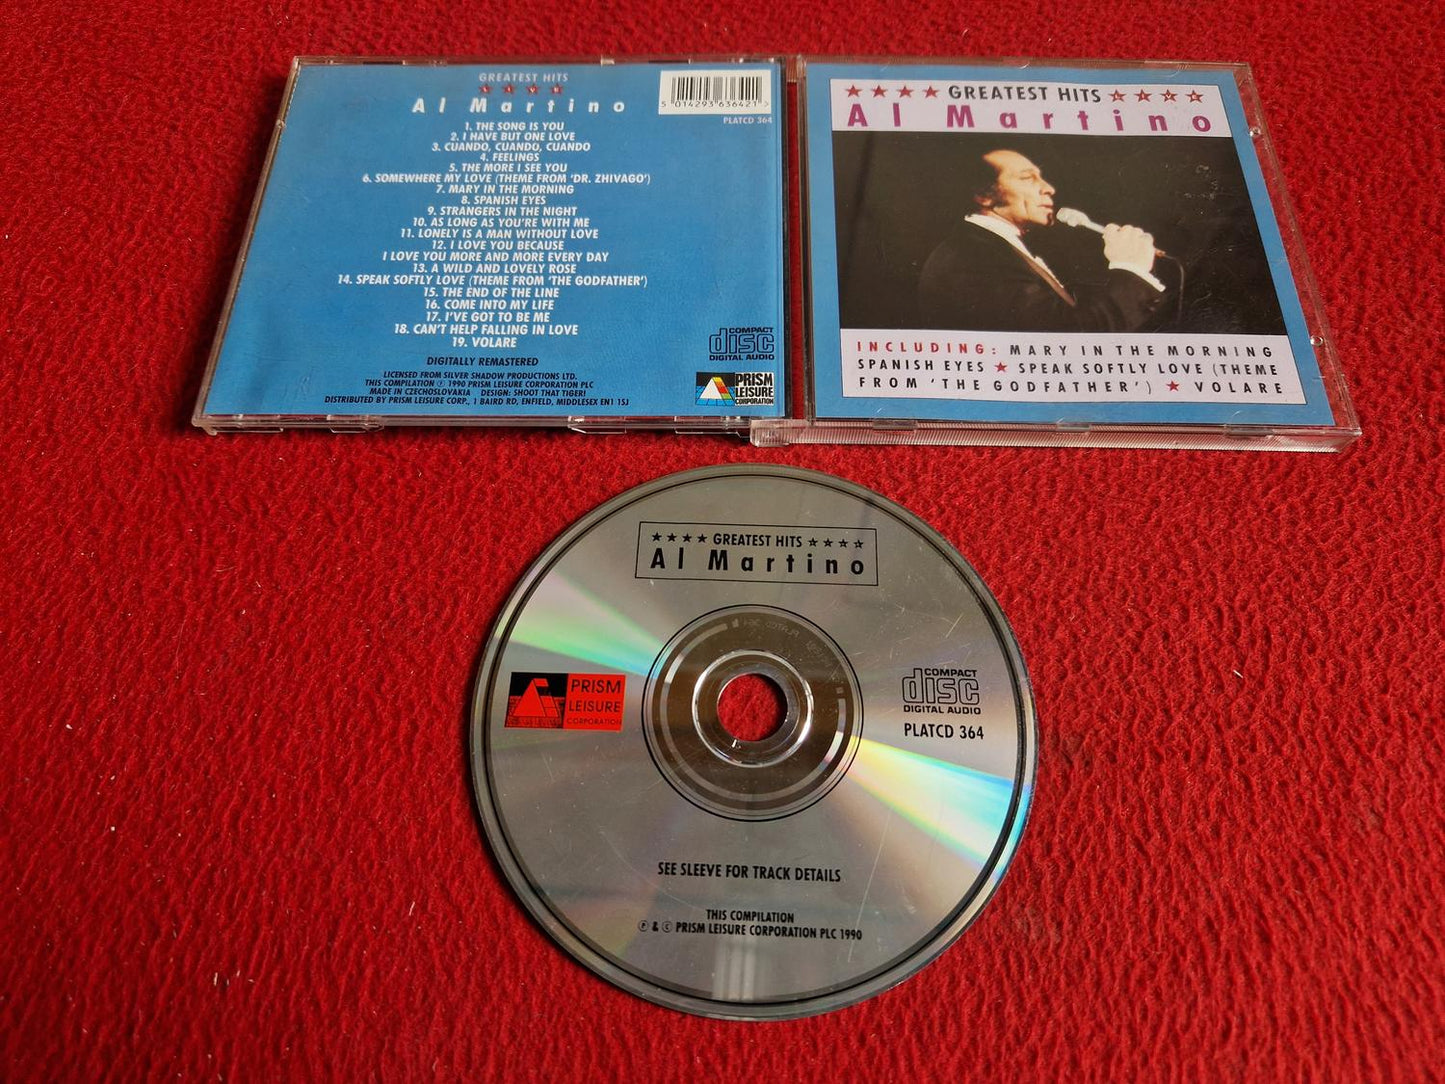 GREATEST HITS
Al Martino
5 014293 636421 >
PLATCD 364
1. THE SONG IS YOU
2. I HAVE BUT ONE LOVE
3. CUANDO, CUANDO, CUANDO
4. FEELINGS
5. THE MORE I SEE YOU
6. SOMEWHERE MY LOVE (THEME FROM 'DR. ZHIVAGO')
7. MARY IN THE MORNING
8. SPANISH EYES
9. STRANGERS IN THE NIGHT
10. AS LONG AS YOU'RE WITH ME
11. LONELY IS A MAN WITHOUT LOVE
12. I LOVE YOU BECAUSE
I LOVE YOU MORE AND MORE EVERY DAY
13. A WILD AND LOVELY ROSE
14. SPEAK SOFTLY LOVE (THEME FROM 'THE GODFATHER')
15. THE END OF THE LINE
16. COME INTO MY LIFE
17. I'VE GOT TO BE ME
18. CAN'T HELP FALLING IN LOVE
19. VOLARE
DIGITALLY REMASTERED
LICENSED FROM SILVER SHADOW PRODUCTIONS LTD.
THIS COMPILATION Ⓟ 1990 PRISM LEISURE CORPORATION PLC
MADE IN CZECHOSLOVAKIA DESIGN: SHOOT THAT TIGER!
DISTRIBUTED BY PRISM LEISURE CORP., 1 BAIRD RD, ENFIELD, MIDDLESEX EN1 1SJ
COMPACT
disc
DIGITAL AUDIO
PRISM
LEISURE
CORPORATION
★★★★ GREATEST HITS ★★★★
Al Martino
INCLUDING: MARY IN THE MORNING
SPANISH EYES ★ SPEAK SOFTLY LOVE (THEME
FROM 'THE GODFATHER') ★ VOLARE
★★★★ GREATEST HITS ★★★★
Al Martino
PRISM
LEISURE
CORPORATION
COMPACT
disc
DIGITAL AUDIO
PLATCD 364
SEE SLEEVE FOR TRACK DETAILS
THIS COMPILATION
Ⓟ & © PRISM LEISURE CORPORATION PLC 1990